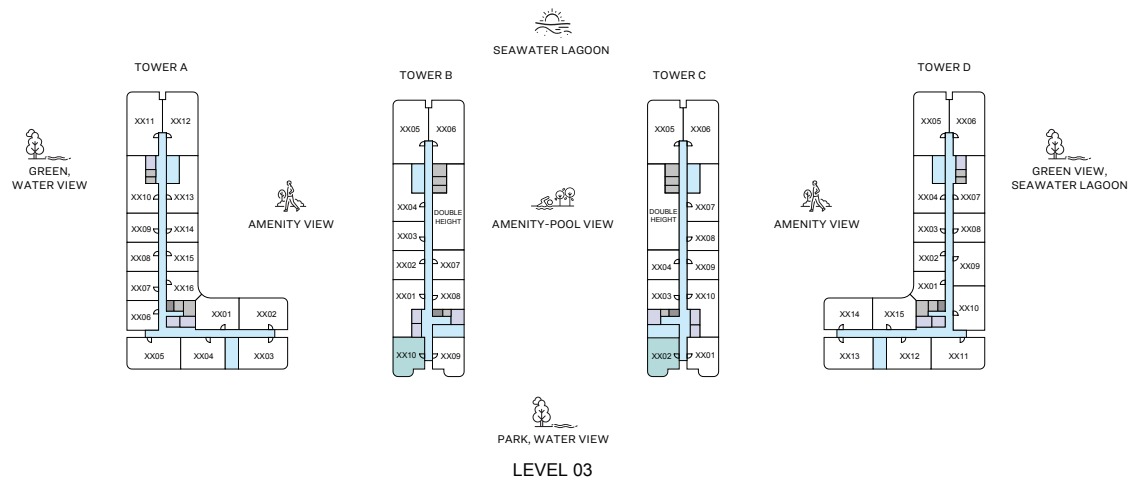 SEAWATER LAGOON
TOWER A
TOWER B
TOWER C
TOWER D
GREEN,
WATER VIEW
AMENITY VIEW
AMENITY-POOL VIEW
AMENITY VIEW
GREEN VIEW,
SEAWATER LAGOON
XX11 XX12
XX10 XX13
XX09 XX14
XX08 XX15
XX07 XX16
XX06 XX01 XX02
XX05 XX04 XX03
XX05 XX06
XX04
DOUBLE
HEIGHT
XX03
XX02 XX07
XX01 XX08
XX10 XX09
XX05 XX06
XX07
DOUBLE
HEIGHT
XX08
XX04 XX09
XX03 XX10
XX02 XX01
XX05 XX06
XX04 XX07
XX03 XX08
XX02 XX09
XX01
XX10
XX14 XX15
XX13 XX12 XX11
PARK, WATER VIEW
LEVEL 03